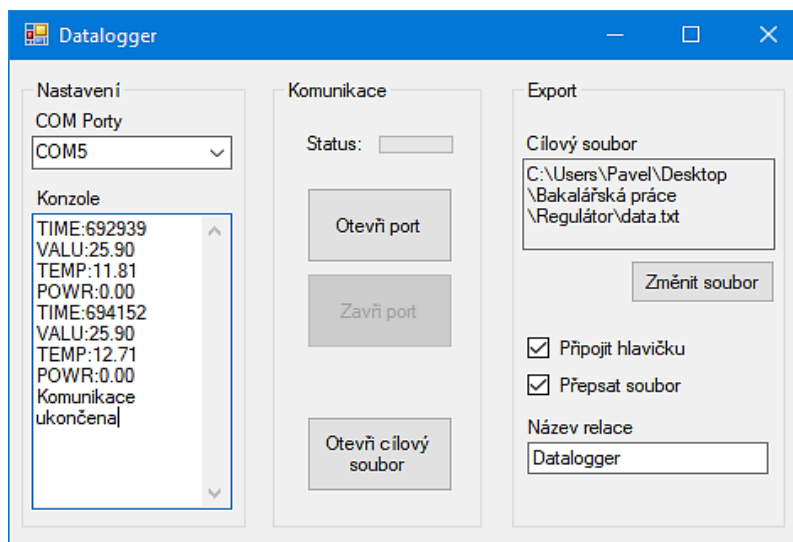 Datalogger
Nastavení
COM Porty
COM5
Konzole
TIME:692939
VALU:25.90
TEMP:11.81
POWR:0.00
TIME:694152
VALU:25.90
TEMP:12.71
POWR:0.00
Komunikace
ukončena
Komunikace
Status:
Otevři port
Zavři port
Otevři cílový
soubor
Export
Cílový soubor
C:\Users\Pavel\Desktop
\Bakalářská práce
\Regulátor\data.txt
Změnit soubor
Připojit hlavičku
Přepsat soubor
Název relace
Datalogger